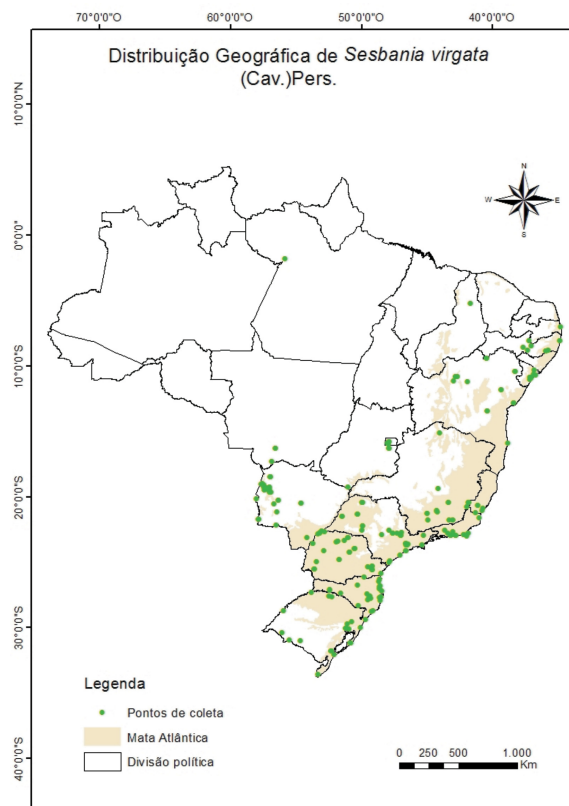 70°0'0"O 60°0'0"O 50°0'0"O 40°0'0"O
Distribuição Geográfica de Sesbania virgata
(Cav.)Pers.
10°0'0"N
0°0'0"
10°0'0"S
20°0'0"S
30°0'0"S
40°0'0"S
N
W E
S
Legenda
Pontos de coleta
Mata Atlântica
Divisão política
0 250 500 1.000
Km